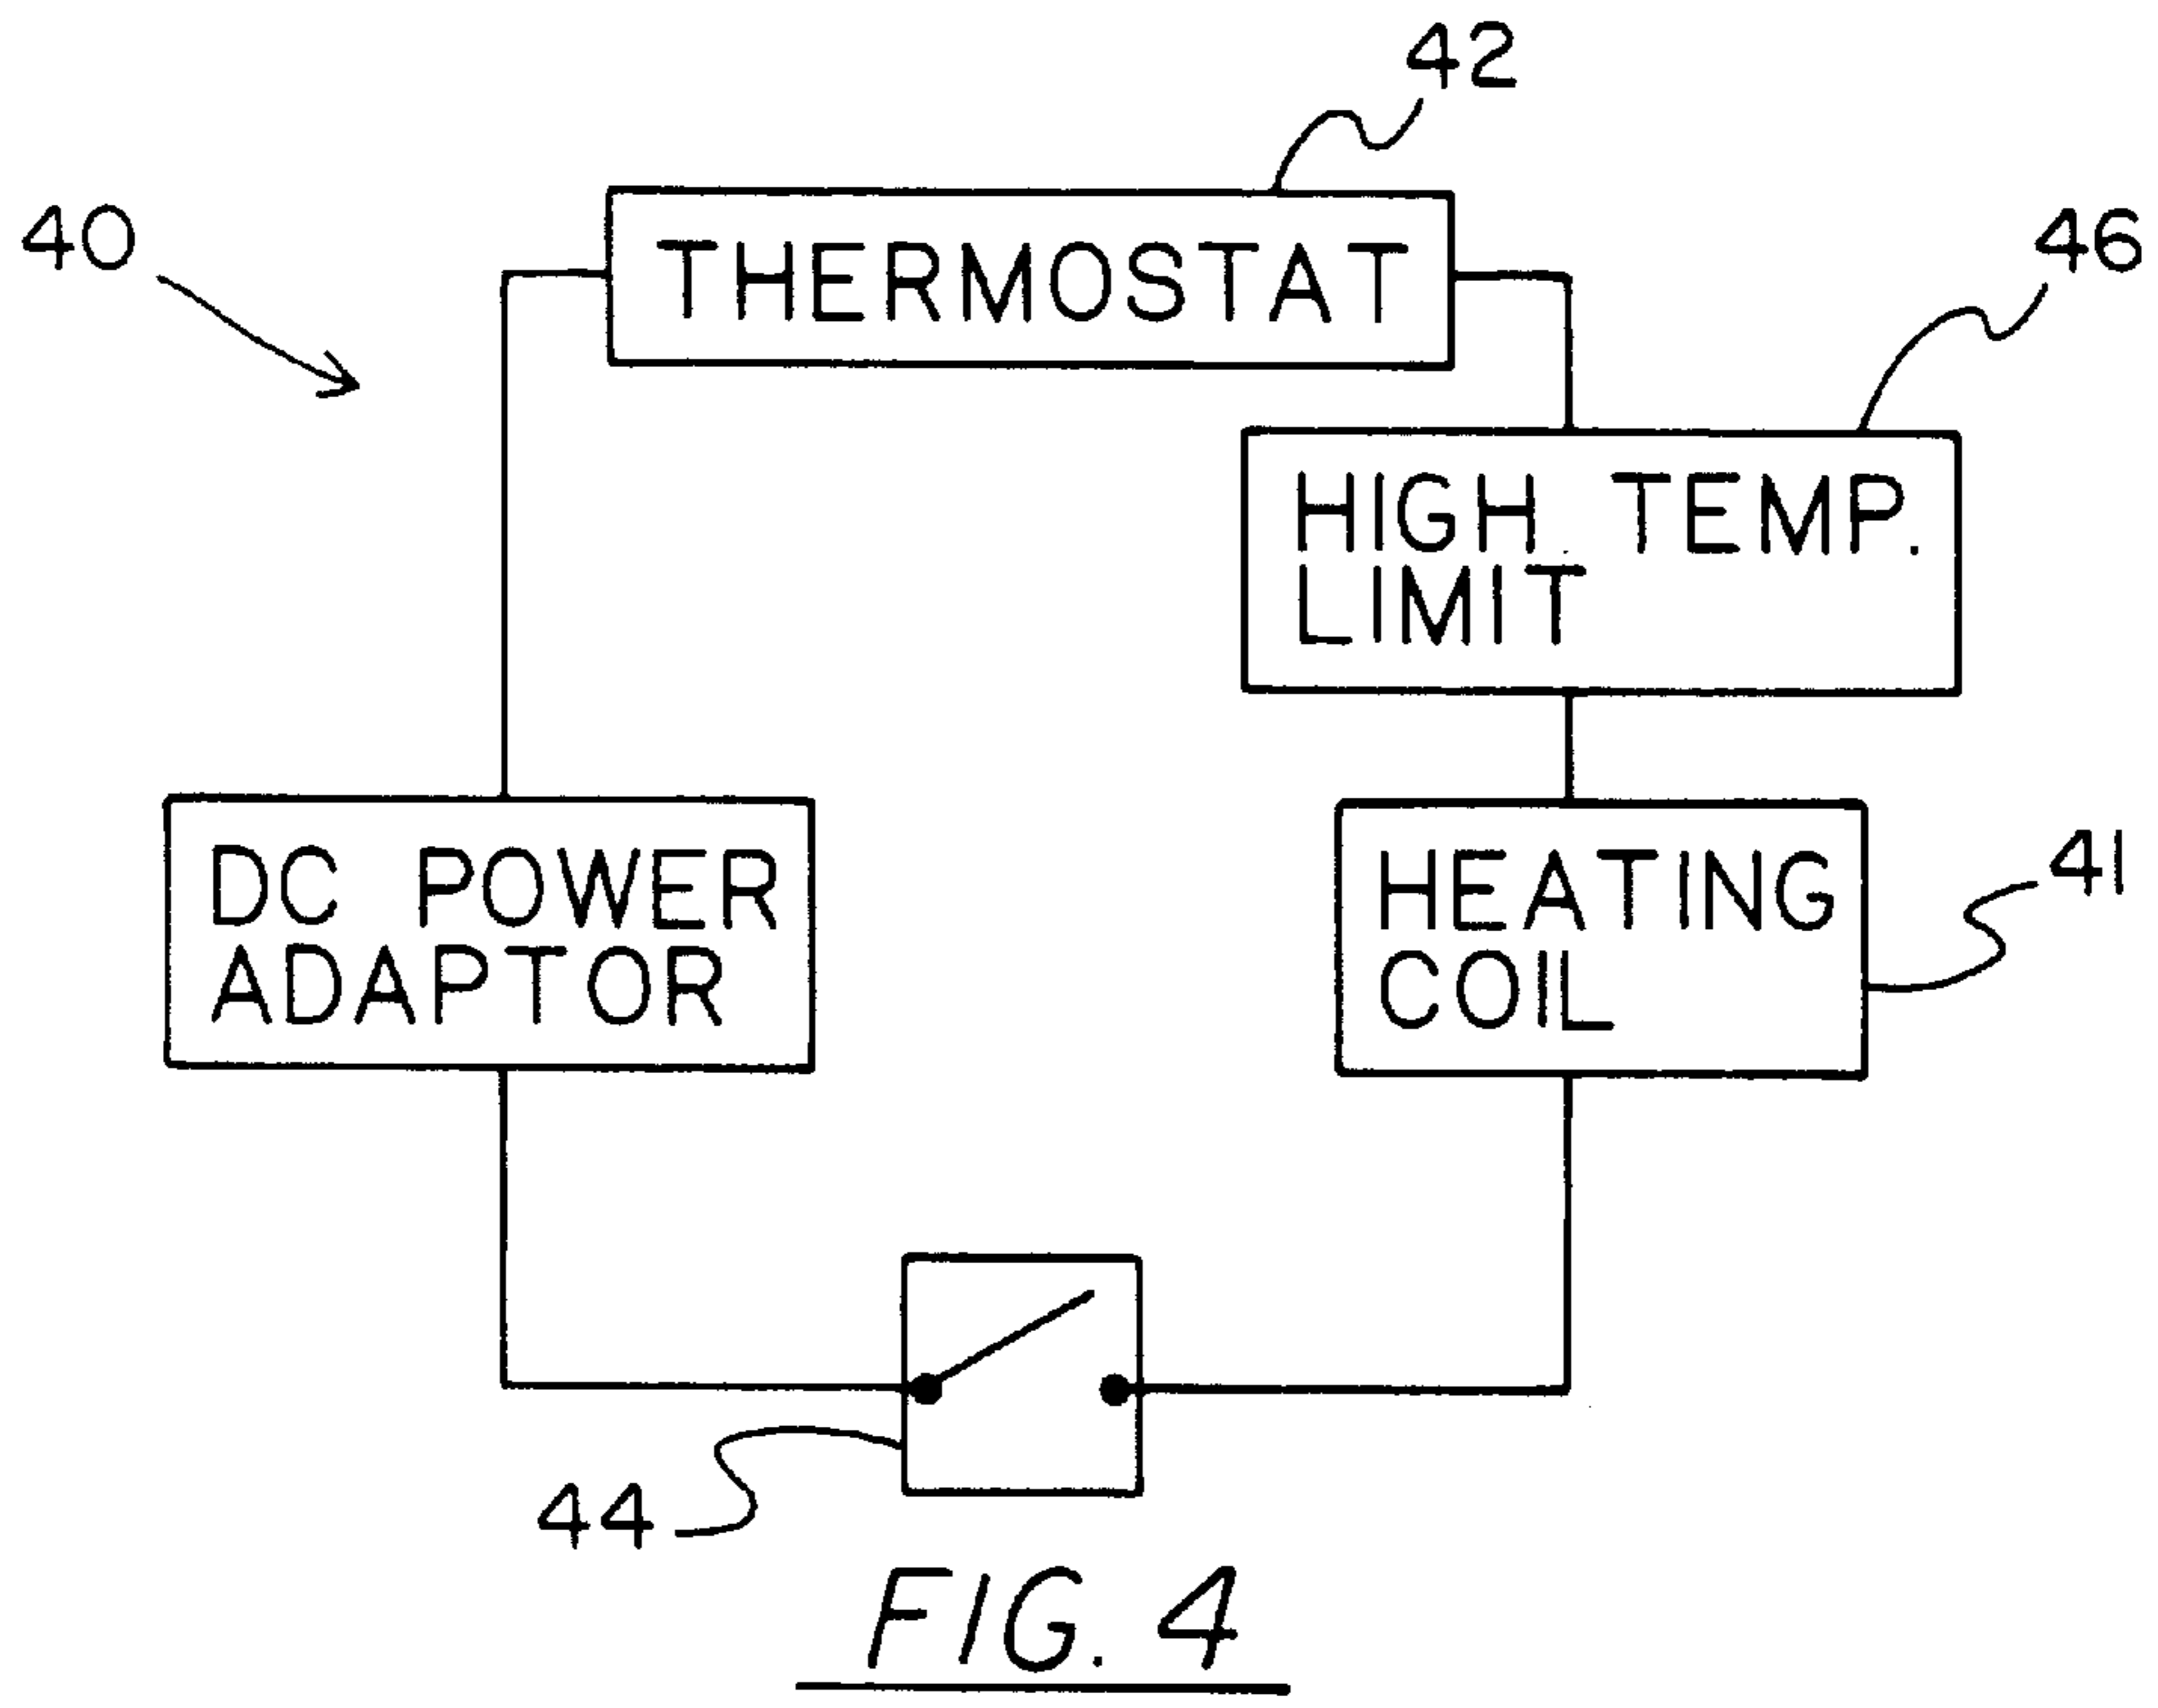 42
40
THERMOSTAT
46
HIGH TEMP.
LIMIT
DC POWER
ADAPTOR
HEATING
COIL
41
44
FIG. 4